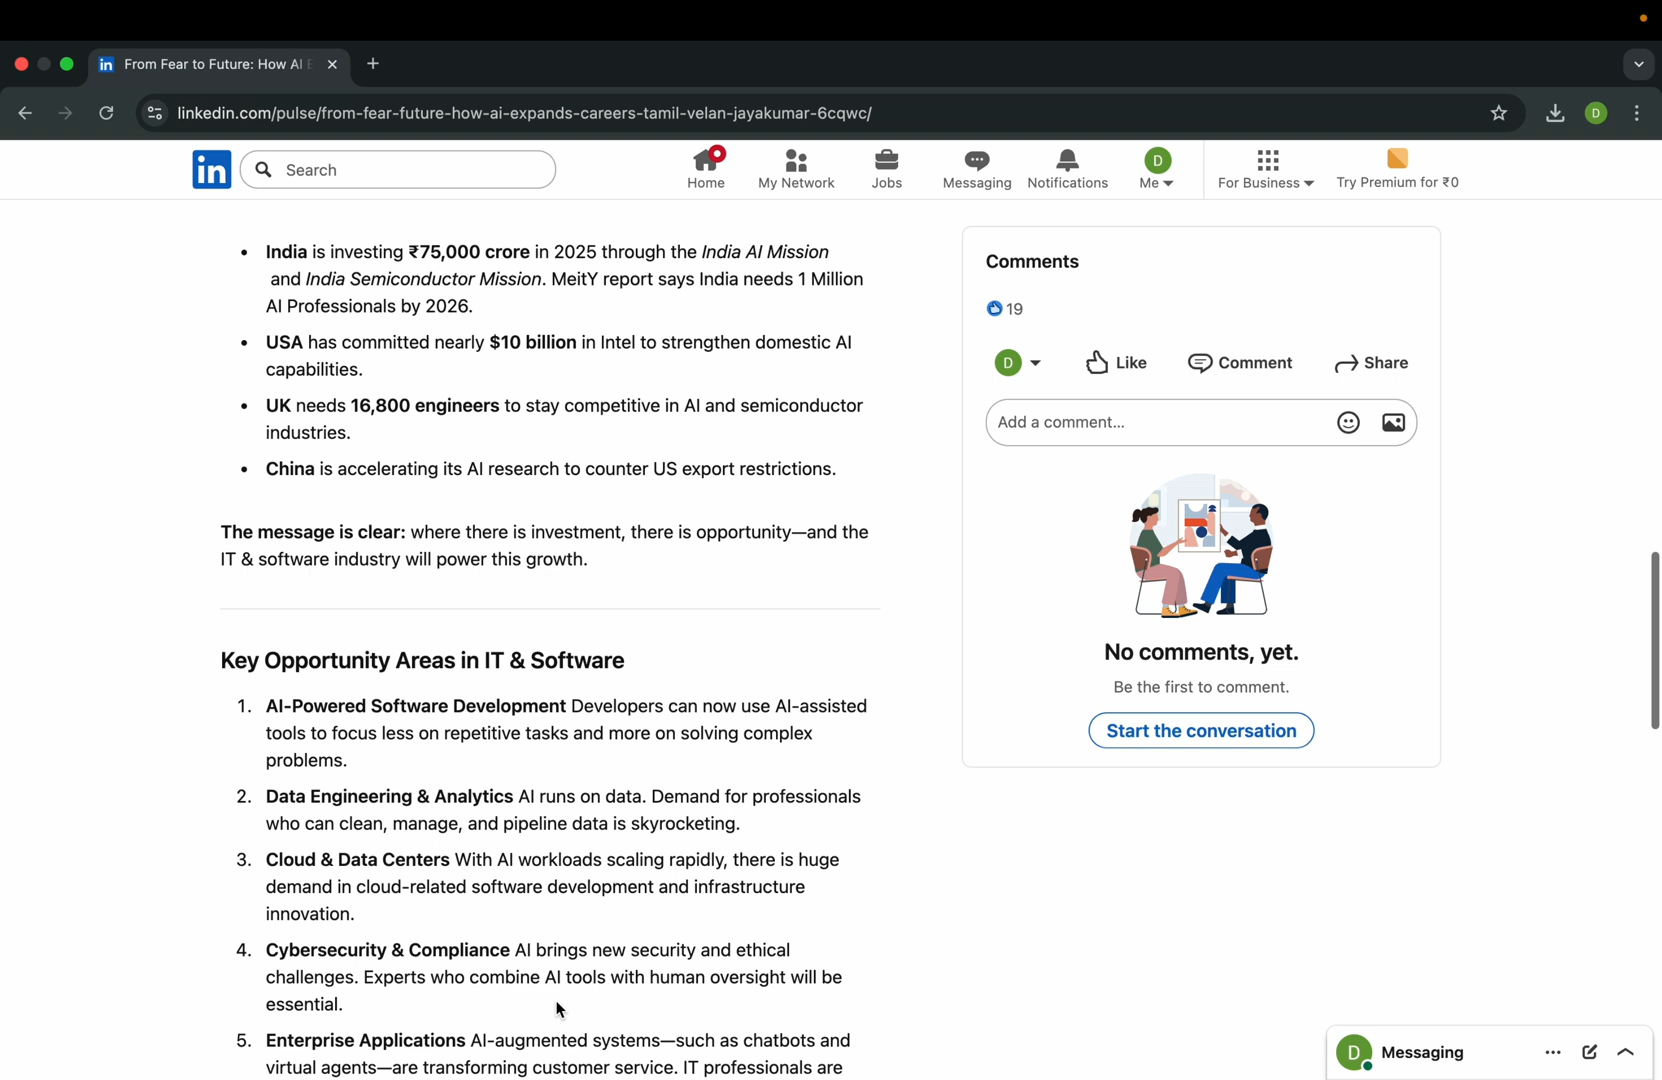 From Fear to Future: How AI E
linkedin.com/pulse/from-fear-future-how-ai-expands-careers-tamil-velan-jayakumar-6cqwc/
D
in
Search
Home
My Network
Jobs
Messaging
Notifications
D
Me
For Business
Try Premium for ₹0
• India is investing ₹75,000 crore in 2025 through the India AI Mission
and India Semiconductor Mission. MeitY report says India needs 1 Million
AI Professionals by 2026.
• USA has committed nearly $10 billion in Intel to strengthen domestic AI
capabilities.
• UK needs 16,800 engineers to stay competitive in AI and semiconductor
industries.
• China is accelerating its AI research to counter US export restrictions.
The message is clear: where there is investment, there is opportunity—and the
IT & software industry will power this growth.
Key Opportunity Areas in IT & Software
1. AI-Powered Software Development Developers can now use AI-assisted
tools to focus less on repetitive tasks and more on solving complex
problems.
2. Data Engineering & Analytics AI runs on data. Demand for professionals
who can clean, manage, and pipeline data is skyrocketing.
3. Cloud & Data Centers With AI workloads scaling rapidly, there is huge
demand in cloud-related software development and infrastructure
innovation.
4. Cybersecurity & Compliance AI brings new security and ethical
challenges. Experts who combine AI tools with human oversight will be
essential.
5. Enterprise Applications AI-augmented systems—such as chatbots and
virtual agents—are transforming customer service. IT professionals are
Comments
19
D
Like
Comment
Share
Add a comment...
No comments, yet.
Be the first to comment.
Start the conversation
D
Messaging